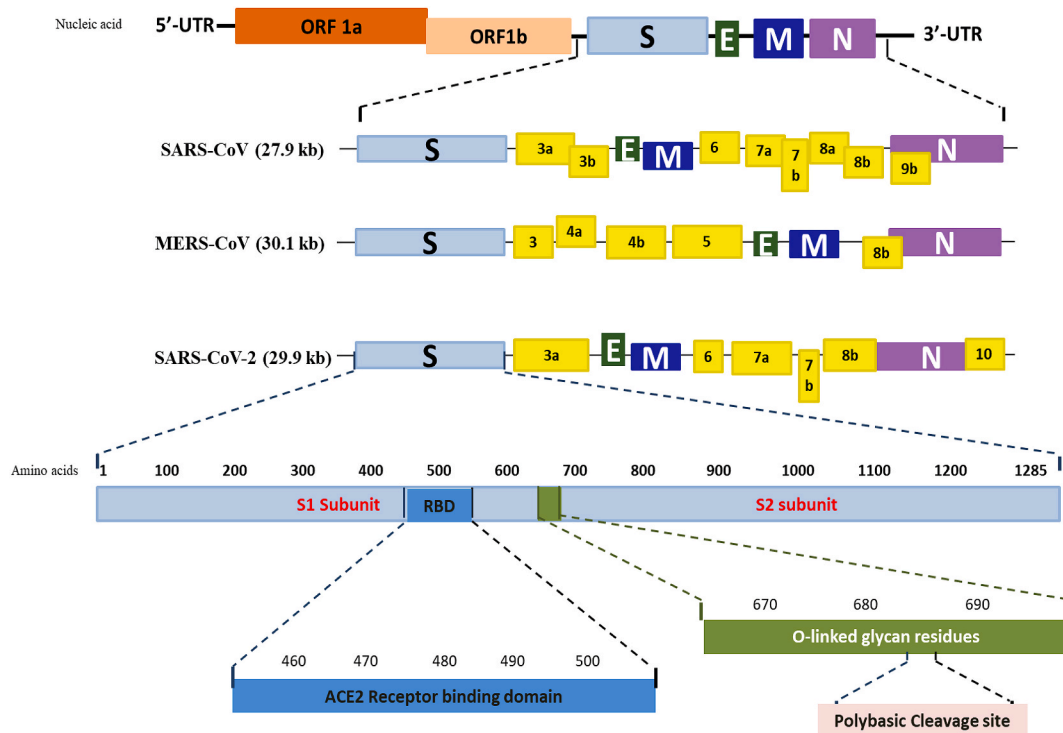 Nucleic acid 5’-UTR ORF 1a ORF1b S E M N 3’-UTR
SARS-CoV (27.9 kb) S 3a 3b E M 6 7a 7b 8a 8b 9b N
MERS-CoV (30.1 kb) S 3 4a 4b 5 E M 8b N
SARS-CoV-2 (29.9 kb) S 3a E M 6 7a 7b 8b N 10
Amino acids 1 100 200 300 400 500 600 700 800 900 1000 1100 1200 1285
S1 Subunit RBD S2 subunit
670 680 690
O-linked glycan residues
460 470 480 490 500
ACE2 Receptor binding domain
Polybasic Cleavage site